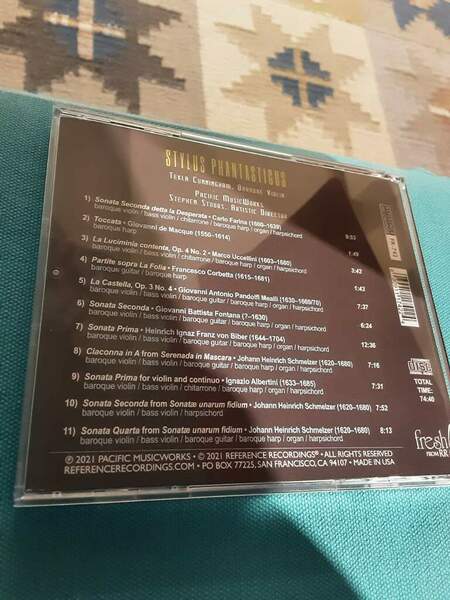 STYLUS PHANTASTICUS
TEKLA CUNNINGHAM, BAROQUE VIOLIN
PACIFIC MUSICWORKS
STEPHEN STUBBS, ARTISTIC DIRECTOR
1) Sonata Seconda detta la Desperata • Carlo Farina (1600-1639) 9:53
baroque violin / bass violin / chitarrone / baroque harp / organ / harpsichord
2) Toccata • Giovanni de Macque (1550-1614) 1:49
baroque harp
3) La Luciminia contenta, Op. 4 No. 2 • Marco Uccellini (1603-1680)
baroque violin / bass violin / chitarrone / baroque harp / organ / harpsichord
4) Partite sopra La Folia • Francesco Corbetta (1615-1681) 3:42
baroque guitar / baroque harp
5) La Castella, Op. 3 No. 4 • Giovanni Antonio Pandolfi Mealli (1630-1669/70) 7:27
baroque violin / bass violin / baroque guitar / baroque harp / organ / harpsichord
6) Sonata Seconda • Giovanni Battista Fontana (?-1630) 6:24
baroque violin / bass violin / baroque guitar / baroque harp / organ / harpsichord
7) Sonata Prima • Heinrich Ignaz Franz von Biber (1644-1704) 12:36
baroque violin / bass violin / chitarrone / baroque harp / organ / harpsichord
8) Ciaconna in A from Serenada in Mascara • Johann Heinrich Schmelzer (1620-1680) 7:16
baroque violin / bass violin / baroque guitar / baroque harp / harpsichord
9) Sonata Prima for violin and continuo • Ignazio Albertini (1633-1685) 7:31
baroque violin / bass violin / chitarrone / baroque harp / organ / harpsichord
10) Sonata Seconda from Sonatæ unarum fidium • Johann Heinrich Schmelzer (1620-1680) 7:52
baroque violin / bass violin / harpsichord
11) Sonata Quarta from Sonatæ unarum fidium • Johann Heinrich Schmelzer (1620-1680) 8:13
baroque violin / bass violin / baroque guitar / baroque harp / organ / harpsichord
disc
TOTAL
TIME:
74:40
fresh!
FROM RR
℗ 2021 PACIFIC MUSICWORKS • © 2021 REFERENCE RECORDINGS® • ALL RIGHTS RESERVED
REFERENCERECORDINGS.COM • PO BOX 77225, SAN FRANCISCO, CA 94107 • MADE IN USA